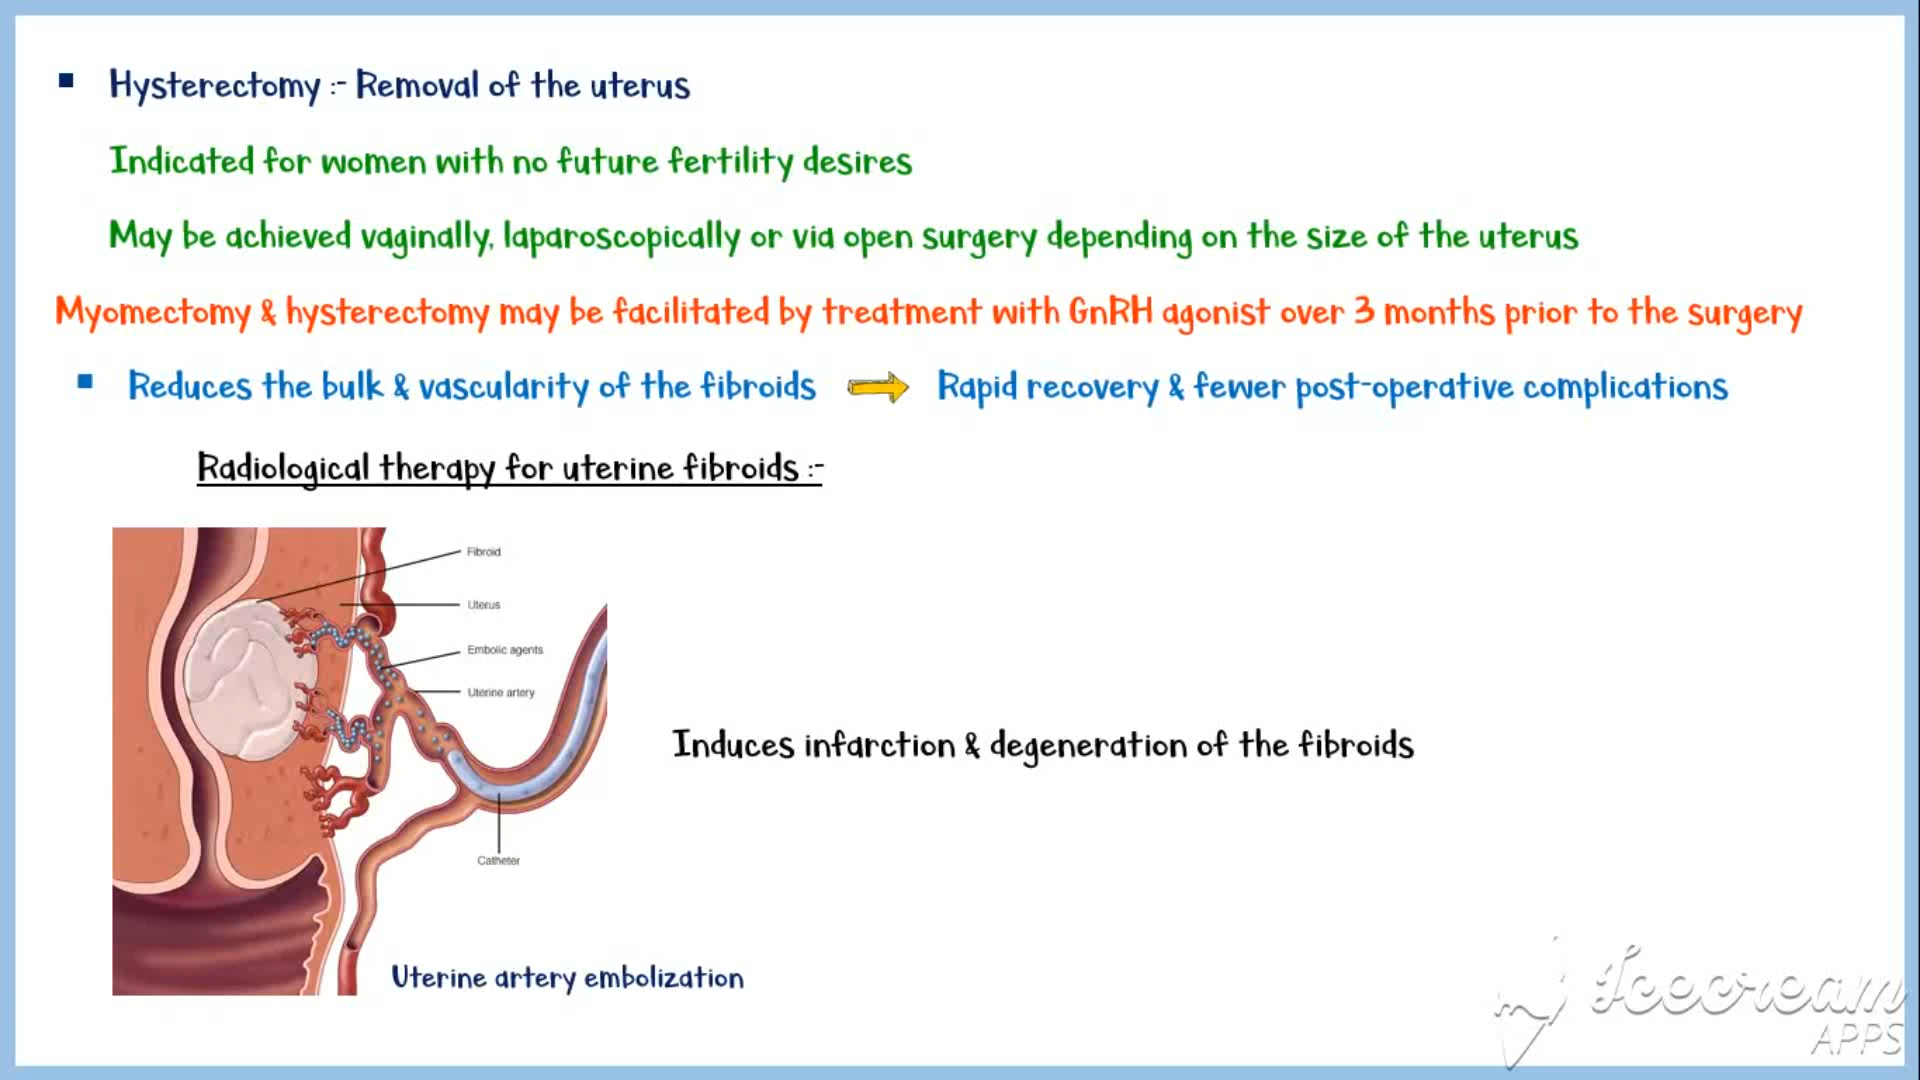 Hysterectomy :- Removal of the uterus
Indicated for women with no future fertility desires
May be achieved vaginally, laparoscopically or via open surgery depending on the size of the uterus
Myomectomy & hysterectomy may be facilitated by treatment with GnRH agonist over 3 months prior to the surgery
Reduces the bulk & vascularity of the fibroids Rapid recovery & fewer post-operative complications
Radiological therapy for uterine fibroids :-
Fibroid
Uterus
Embolic agents
Uterine artery
Catheter
Induces infarction & degeneration of the fibroids
Uterine artery embolization
Icecream
APPS